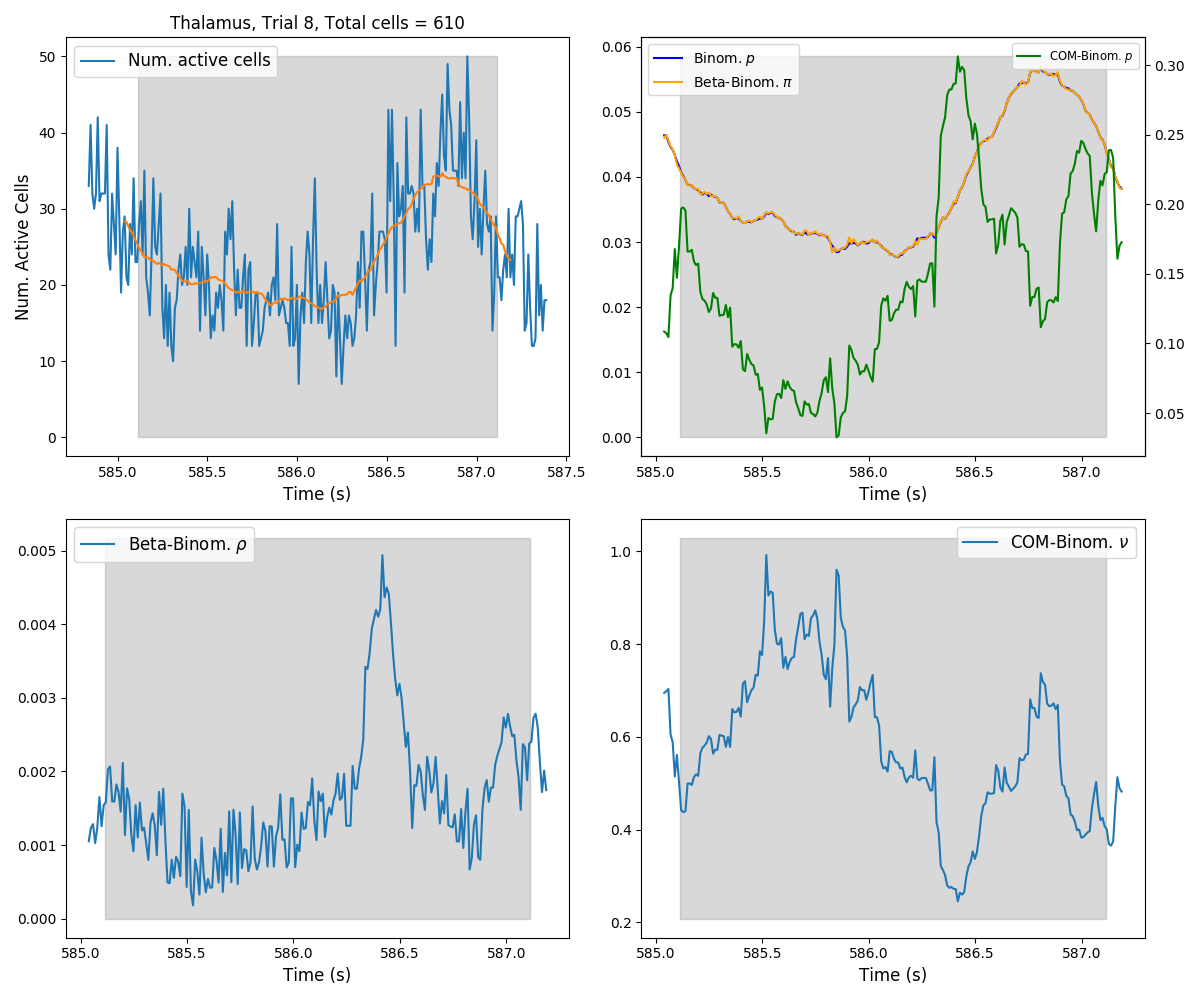 Thalamus, Trial 8, Total cells = 610
Num. active cells
Num. Active Cells
50
40
30
20
10
0
585.0 585.5 586.0 586.5 587.0 587.5
Time (s)
Binom. p
Beta-Binom. π
COM-Binom. p
0.06
0.05
0.04
0.03
0.02
0.01
0.00
0.30
0.25
0.20
0.15
0.10
0.05
585.0 585.5 586.0 586.5 587.0
Time (s)
Beta-Binom. ρ
0.005
0.004
0.003
0.002
0.001
0.000
585.0 585.5 586.0 586.5 587.0
Time (s)
COM-Binom. ν
1.0
0.8
0.6
0.4
0.2
585.0 585.5 586.0 586.5 587.0
Time (s)